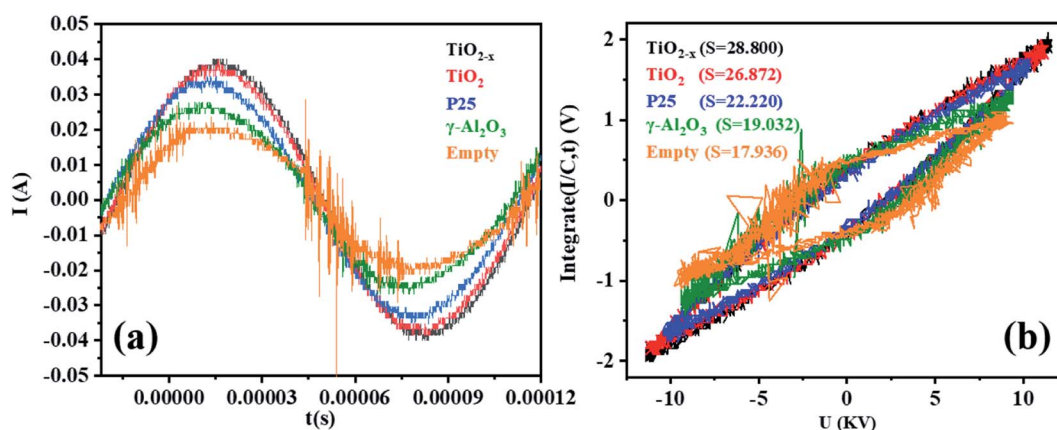 0.05
0.04
0.03
0.02
0.01
0.00
-0.01
-0.02
-0.03
-0.04
-0.05
I (A)
TiO₂₋ₓ
TiO₂
P25
γ-Al₂O₃
Empty
(a)
0.00000 0.00003 0.00006 0.00009 0.00012
t(s)
2
1
0
-1
-2
Integrate(I/C,t) (V)
TiO₂₋ₓ (S=28.800)
TiO₂ (S=26.872)
P25 (S=22.220)
γ-Al₂O₃ (S=19.032)
Empty (S=17.936)
(b)
-10 -5 0 5 10
U (KV)